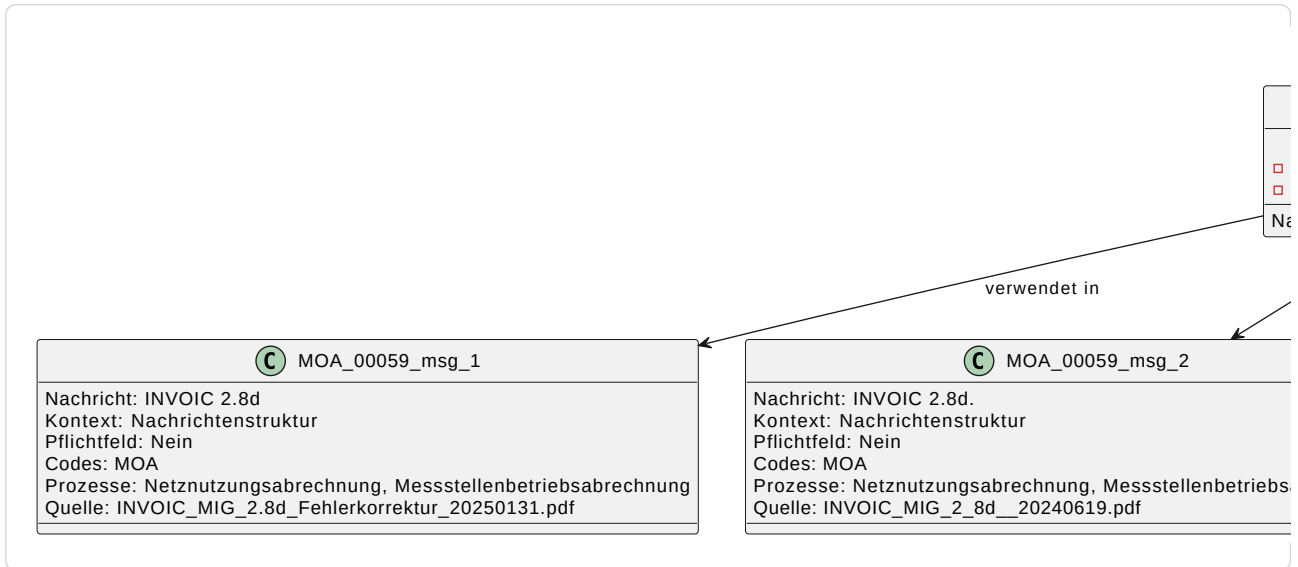 Na
verwendet in
C MOA_00059_msg_1
Nachricht: INVOIC 2.8d
Kontext: Nachrichtenstruktur
Pflichtfeld: Nein
Codes: MOA
Prozesse: Netznutzungsabrechnung, Messstellenbetriebsabrechnung
Quelle: INVOIC_MIG_2.8d_Fehlerkorrektur_20250131.pdf
C MOA_00059_msg_2
Nachricht: INVOIC 2.8d.
Kontext: Nachrichtenstruktur
Pflichtfeld: Nein
Codes: MOA
Prozesse: Netznutzungsabrechnung, Messstellenbetriebsa
Quelle: INVOIC_MIG_2_8d__20240619.pdf